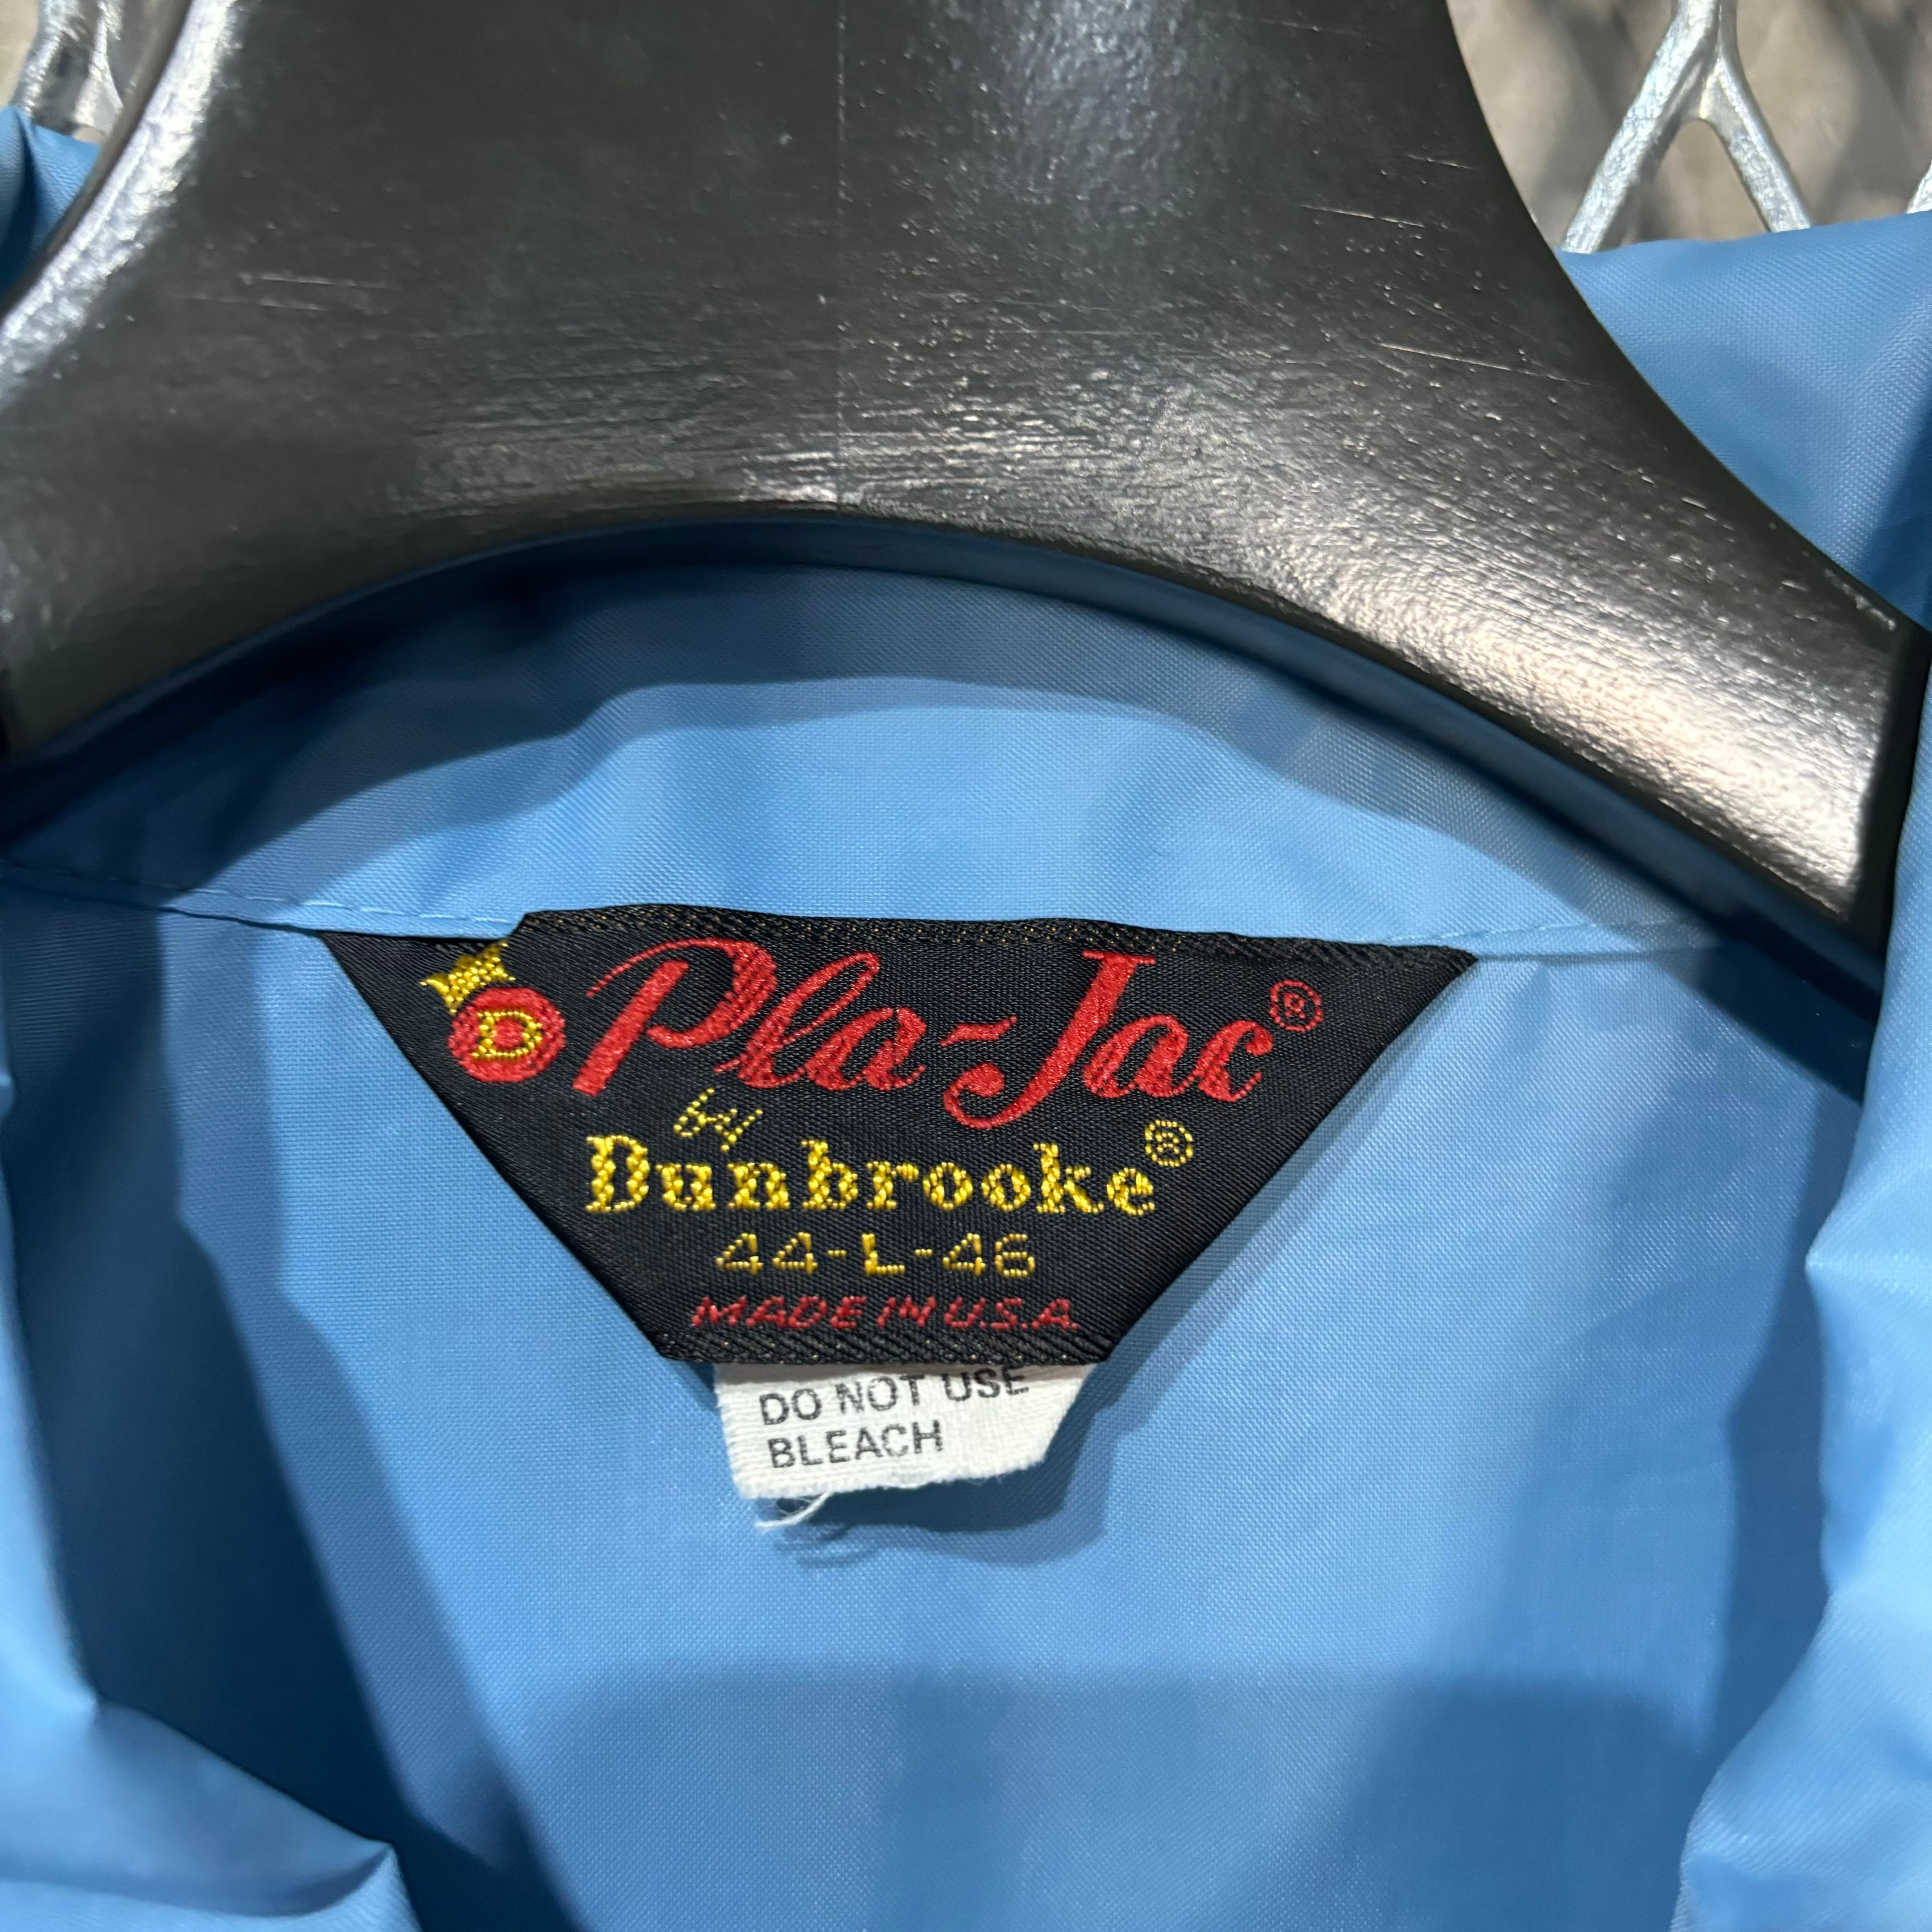 D Pla-Jac®
by
Dunbrooke®
44-L-46
MADE IN U.S.A.
DO NOT USE
BLEACH